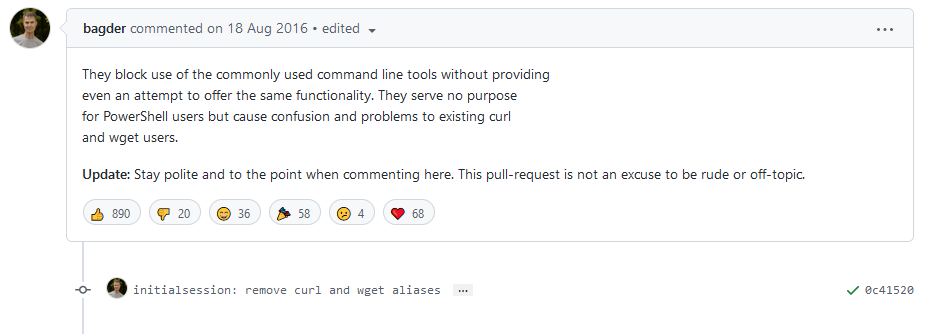 bagder commented on 18 Aug 2016 • edited
They block use of the commonly used command line tools without providing
even an attempt to offer the same functionality. They serve no purpose
for PowerShell users but cause confusion and problems to existing curl
and wget users.
Update: Stay polite and to the point when commenting here. This pull-request is not an excuse to be rude or off-topic.
890 20 36 58 4 68
initialsession: remove curl and wget aliases ... 0c41520